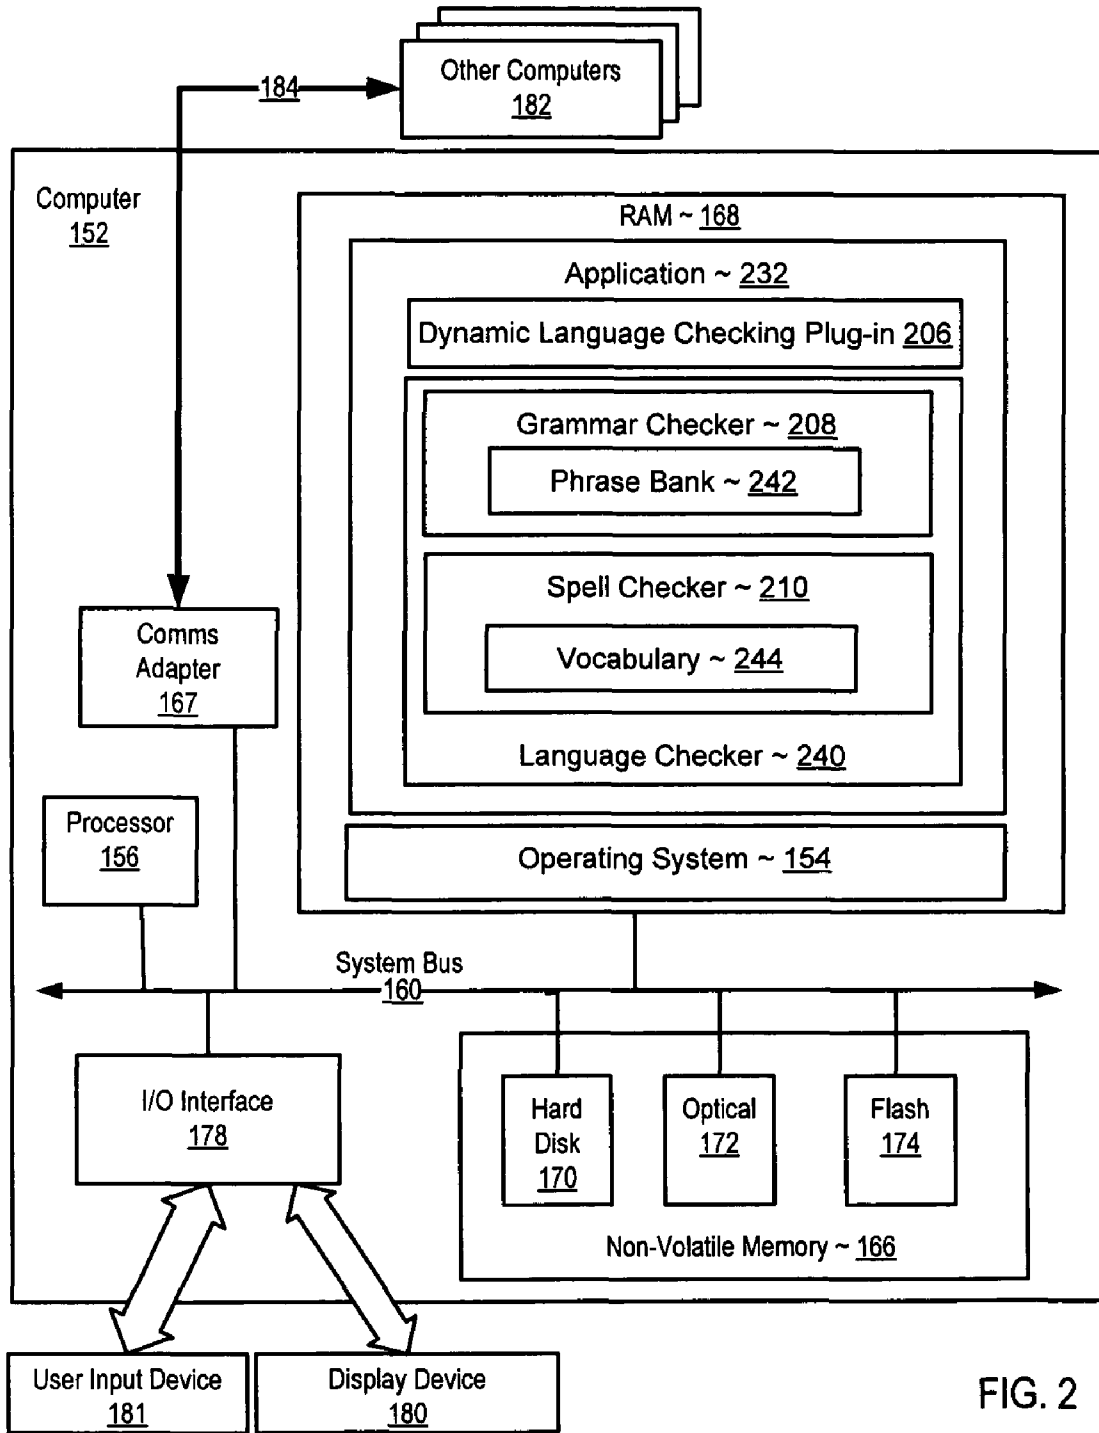 Other Computers
182
184
Computer
152
RAM ~ 168
Application ~ 232
Dynamic Language Checking Plug-in 206
Grammar Checker ~ 208
Phrase Bank ~ 242
Spell Checker ~ 210
Vocabulary ~ 244
Language Checker ~ 240
Comms
Adapter
167
Processor
156
Operating System ~ 154
System Bus
160
I/O Interface
178
Hard
Disk
170
Optical
172
Flash
174
Non-Volatile Memory ~ 166
User Input Device
181
Display Device
180
FIG. 2